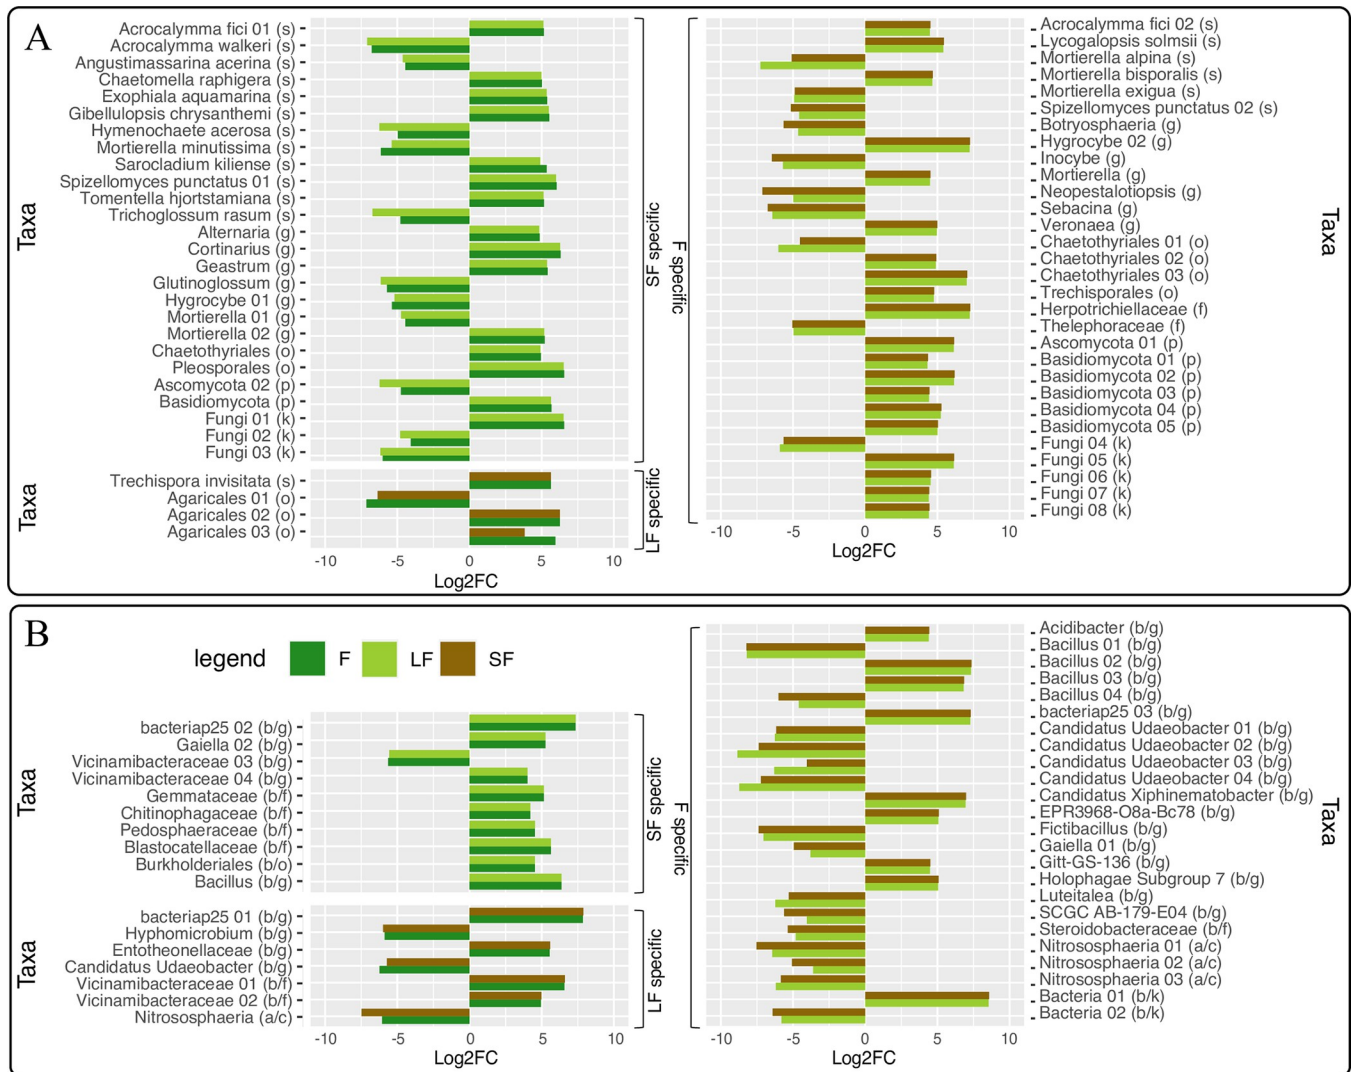 A
Taxa
Acrocalymma fici 01 (s)
Acrocalymma walkeri (s)
Angustimassarina acerina (s)
Chaetomella raphigera (s)
Exophiala aquamarina (s)
Gibellulopsis chrysanthemi (s)
Hymenochaete acerosa (s)
Mortierella minutissima (s)
Sarocladium kiliense (s)
Spizellomyces punctatus 01 (s)
Tomentella hjortstamiana (s)
Trichoglossum rasum (s)
Alternaria (g)
Cortinarius (g)
Geastrum (g)
Glutinoglossum (g)
Hygrocybe 01 (g)
Mortierella 01 (g)
Mortierella 02 (g)
Chaetothyriales (o)
Pleosporales (o)
Ascomycota 02 (p)
Basidiomycota (p)
Fungi 01 (k)
Fungi 02 (k)
Fungi 03 (k)
SF specific
Taxa
Trechispora invisitata (s)
Agaricales 01 (o)
Agaricales 02 (o)
Agaricales 03 (o)
LF specific
-10 -5 0 5 10
Log2FC
F specific
Acrocalymma fici 02 (s)
Lycogalopsis solmsii (s)
Mortierella alpina (s)
Mortierella bisporalis (s)
Mortierella exigua (s)
Spizellomyces punctatus 02 (s)
Botryosphaeria (g)
Hygrocybe 02 (g)
Inocybe (g)
Mortierella (g)
Neopestalotiopsis (g)
Sebacina (g)
Veronaea (g)
Chaetothyriales 01 (o)
Chaetothyriales 02 (o)
Chaetothyriales 03 (o)
Trechisporales (o)
Herpotrichiellaceae (f)
Thelephoraceae (f)
Ascomycota 01 (p)
Basidiomycota 01 (p)
Basidiomycota 02 (p)
Basidiomycota 03 (p)
Basidiomycota 04 (p)
Basidiomycota 05 (p)
Fungi 04 (k)
Fungi 05 (k)
Fungi 06 (k)
Fungi 07 (k)
Fungi 08 (k)
Taxa
-10 -5 0 5 10
Log2FC
B
legend F LF SF
Taxa
bacteriap25 02 (b/g)
Gaiella 02 (b/g)
Vicinamibacteraceae 03 (b/g)
Vicinamibacteraceae 04 (b/g)
Gemmataceae (b/f)
Chitinophagaceae (b/f)
Pedosphaeraceae (b/f)
Blastocatellaceae (b/f)
Burkholderiales (b/o)
Bacillus (b/g)
SF specific
Taxa
bacteriap25 01 (b/g)
Hyphomicrobium (b/g)
Entotheonellaceae (b/g)
Candidatus Udaeobacter (b/g)
Vicinamibacteraceae 01 (b/f)
Vicinamibacteraceae 02 (b/f)
Nitrososphaeria (a/c)
LF specific
-10 -5 0 5 10
Log2FC
F specific
Acidibacter (b/g)
Bacillus 01 (b/g)
Bacillus 02 (b/g)
Bacillus 03 (b/g)
Bacillus 04 (b/g)
bacteriap25 03 (b/g)
Candidatus Udaeobacter 01 (b/g)
Candidatus Udaeobacter 02 (b/g)
Candidatus Udaeobacter 03 (b/g)
Candidatus Udaeobacter 04 (b/g)
Candidatus Xiphinematobacter (b/g)
EPR3968-O8a-Bc78 (b/g)
Fictibacillus (b/g)
Gaiella 01 (b/g)
Gitt-GS-136 (b/g)
Holophagae Subgroup 7 (b/g)
Luteitalea (b/g)
SCGC AB-179-E04 (b/g)
Steroidobacteraceae (b/f)
Nitrososphaeria 01 (a/c)
Nitrososphaeria 02 (a/c)
Nitrososphaeria 03 (a/c)
Bacteria 01 (b/k)
Bacteria 02 (b/k)
Taxa
-10 -5 0 5 10
Log2FC